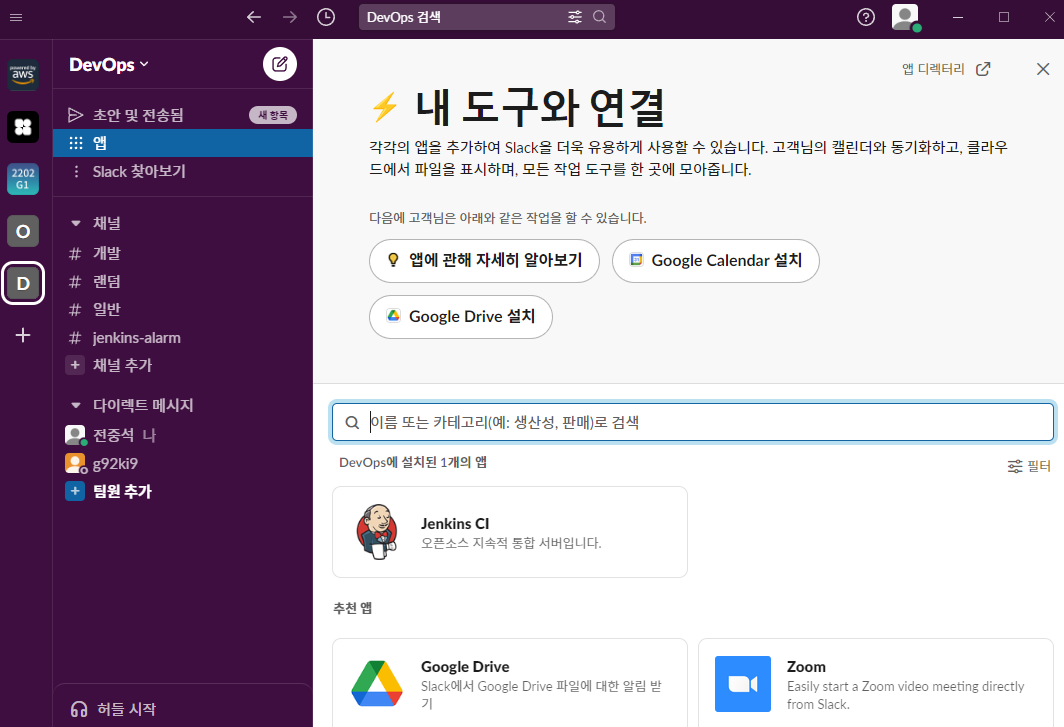 DevOps 검색
powered by
aws
DevOps
초안 및 전송됨
새 항목
앱
2202
G1
Slack 찾아보기
채널
O
# 개발
# 랜덤
D
# 일반
# jenkins-alarm
+ 채널 추가
다이렉트 메시지
전중석 나
g92ki9
+ 팀원 추가
허들 시작
앱 디렉터리
내 도구와 연결
각각의 앱을 추가하여 Slack을 더욱 유용하게 사용할 수 있습니다. 고객님의 캘린더와 동기화하고, 클라우
드에서 파일을 표시하며, 모든 작업 도구를 한 곳에 모아줍니다.
다음에 고객님은 아래와 같은 작업을 할 수 있습니다.
앱에 관해 자세히 알아보기
Google Calendar 설치
Google Drive 설치
이름 또는 카테고리(예: 생산성, 판매)로 검색
DevOps에 설치된 1개의 앱
필터
Jenkins CI
오픈소스 지속적 통합 서버입니다.
추천 앱
Google Drive
Slack에서 Google Drive 파일에 대한 알림 받
기
Zoom
Easily start a Zoom video meeting directly
from Slack.